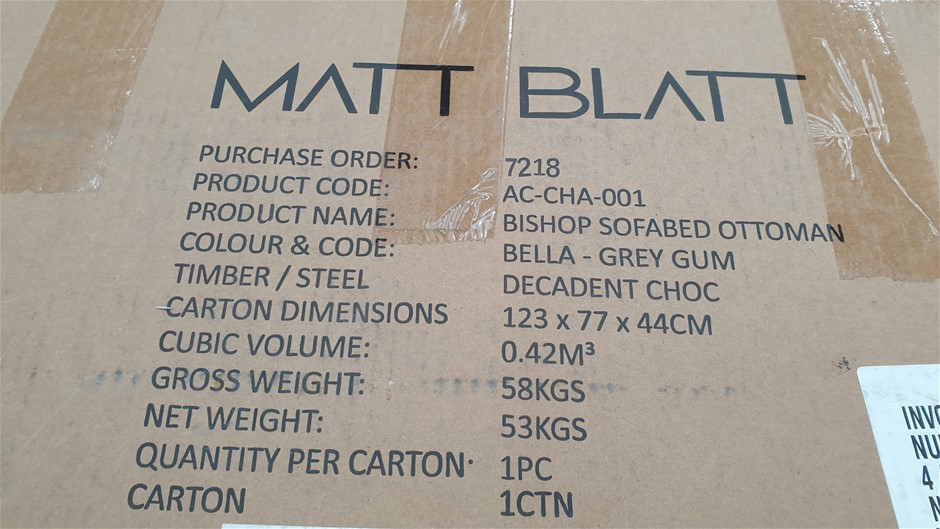 MATT BLATT
PURCHASE ORDER: 7218
PRODUCT CODE: AC-CHA-001
PRODUCT NAME: BISHOP SOFABED OTTOMAN
COLOUR & CODE: BELLA - GREY GUM
TIMBER / STEEL DECADENT CHOC
CARTON DIMENSIONS 123 x 77 x 44CM
CUBIC VOLUME: 0.42M³
GROSS WEIGHT: 58KGS
NET WEIGHT: 53KGS
QUANTITY PER CARTON· 1PC
CARTON 1CTN
4